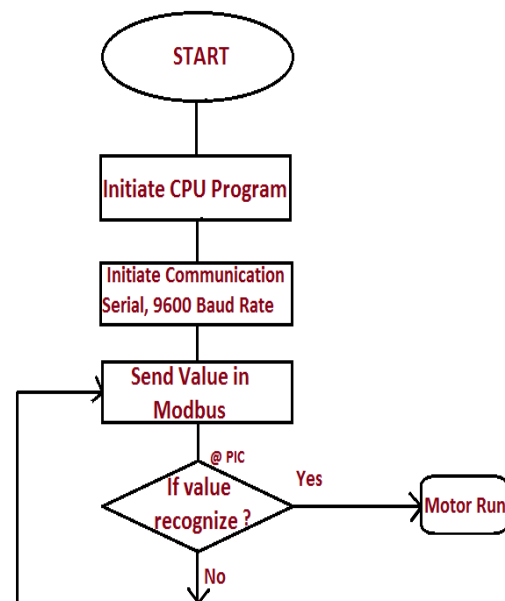 START
Initiate CPU Program
Initiate Communication
Serial, 9600 Baud Rate
Send Value in
Modbus
@ PIC
If value
recognize ?
Yes
Motor Run
No